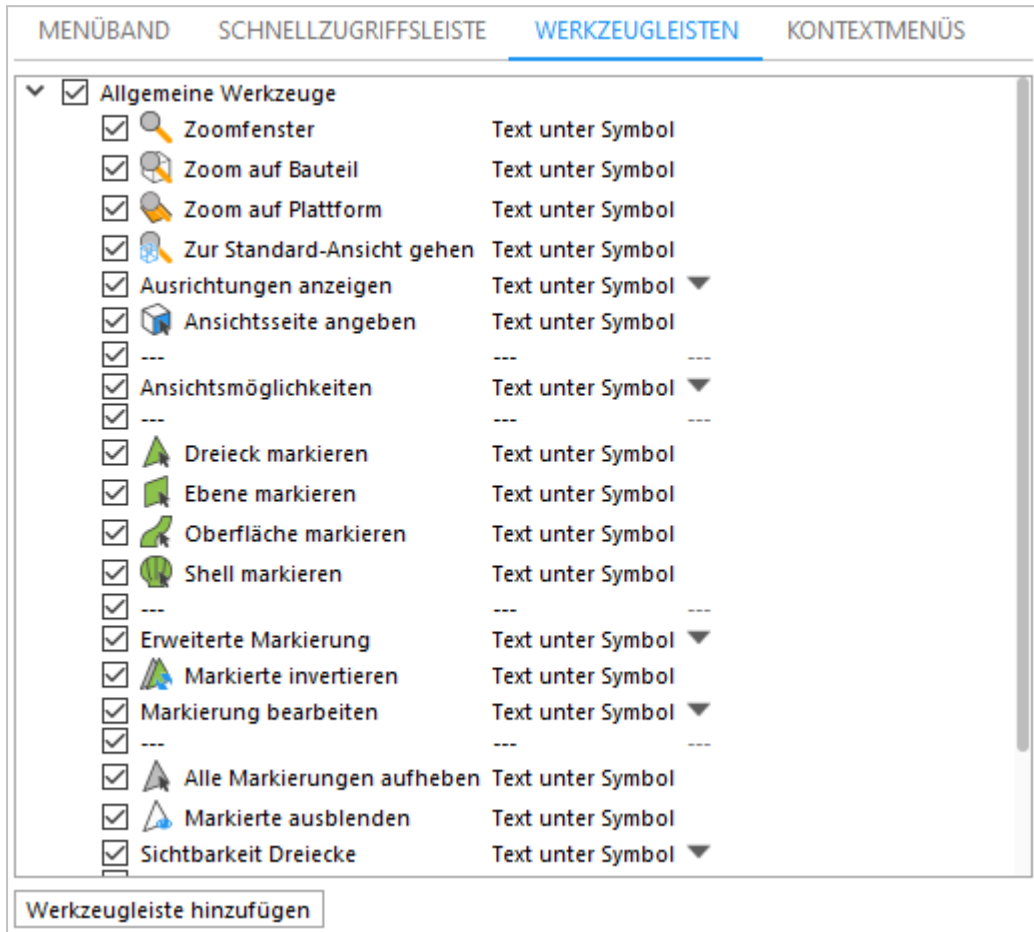 MENÜBAND SCHNELLZUGRIFFSLEISTE WERKZEUGLEISTEN KONTEXTMENÜS
Allgemeine Werkzeuge
Zoomfenster Text unter Symbol
Zoom auf Bauteil Text unter Symbol
Zoom auf Plattform Text unter Symbol
Zur Standard-Ansicht gehen Text unter Symbol
Ausrichtungen anzeigen Text unter Symbol
Ansichtsseite angeben Text unter Symbol
--- --- ---
Ansichtsmöglichkeiten Text unter Symbol
--- --- ---
Dreieck markieren Text unter Symbol
Ebene markieren Text unter Symbol
Oberfläche markieren Text unter Symbol
Shell markieren Text unter Symbol
--- --- ---
Erweiterte Markierung Text unter Symbol
Markierte invertieren Text unter Symbol
Markierung bearbeiten Text unter Symbol
--- --- ---
Alle Markierungen aufheben Text unter Symbol
Markierte ausblenden Text unter Symbol
Sichtbarkeit Dreiecke Text unter Symbol
Werkzeugleiste hinzufügen